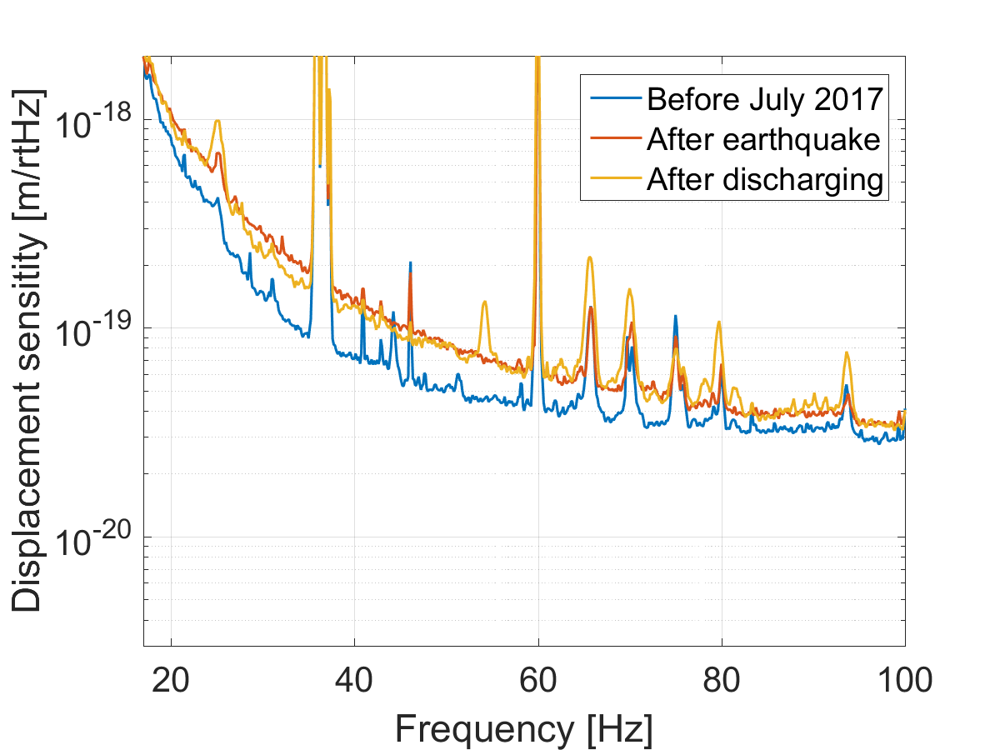 Before July 2017
After earthquake
After discharging
10-18
10-19
10-20
20
40
60
80
100
Frequency [Hz]
Displacement sensitity [m/rtHz]